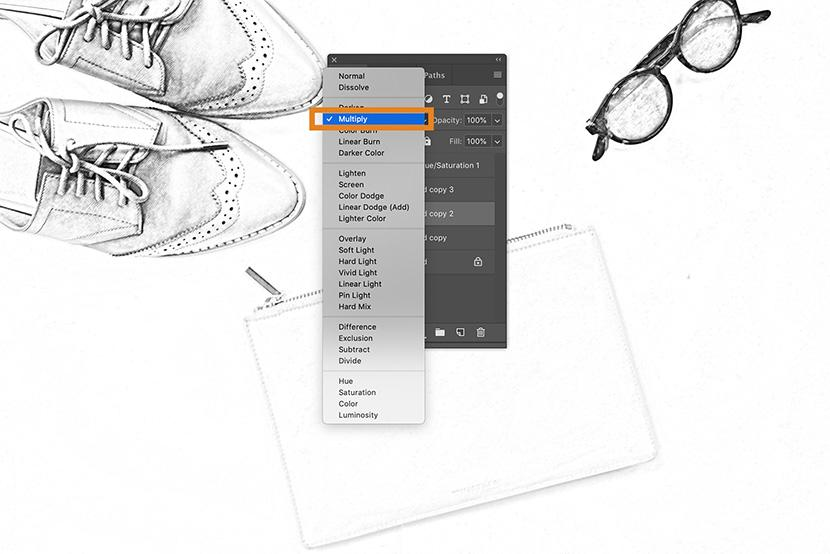 Paths
Normal
Dissolve
Darken
Multiply
Opacity: 100%
Color Burn
Linear Burn
Fill: 100%
Darker Color
ue/Saturation 1
Lighten
Screen
d copy 3
Color Dodge
Linear Dodge (Add)
d copy 2
Lighter Color
Overlay
d copy
Soft Light
Hard Light
d
Vivid Light
Linear Light
Pin Light
Hard Mix
Difference
Exclusion
Subtract
Divide
Hue
Saturation
Color
Luminosity